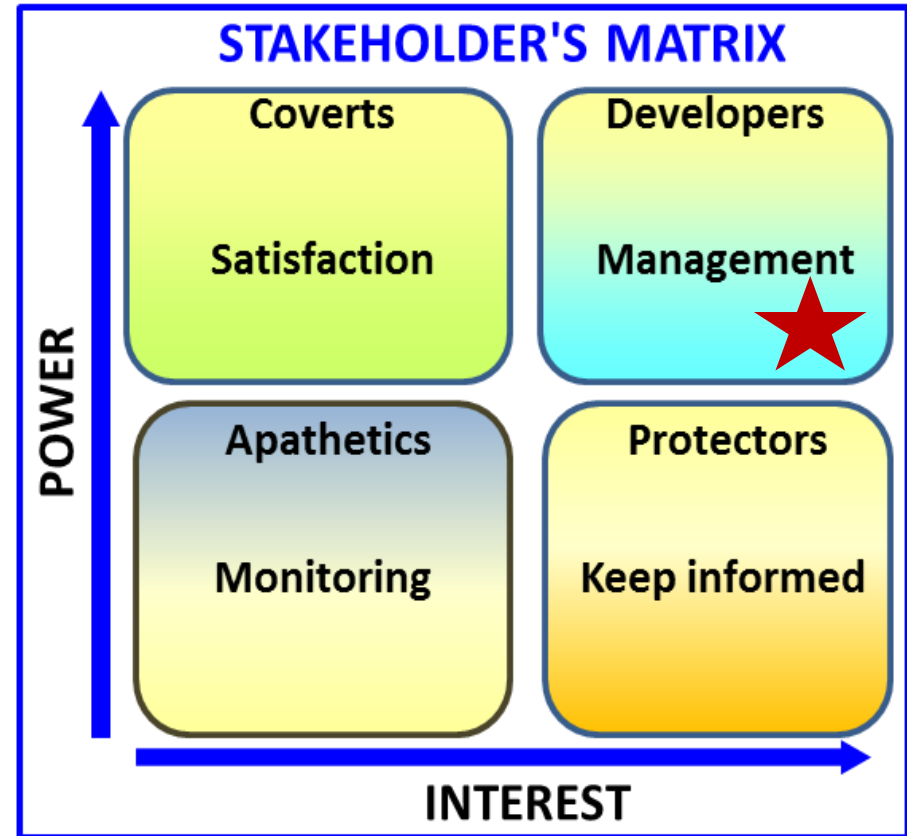 STAKEHOLDER'S MATRIX
Coverts
Satisfaction
Developers
Management
POWER
Apathetics
Monitoring
Protectors
Keep informed
INTEREST